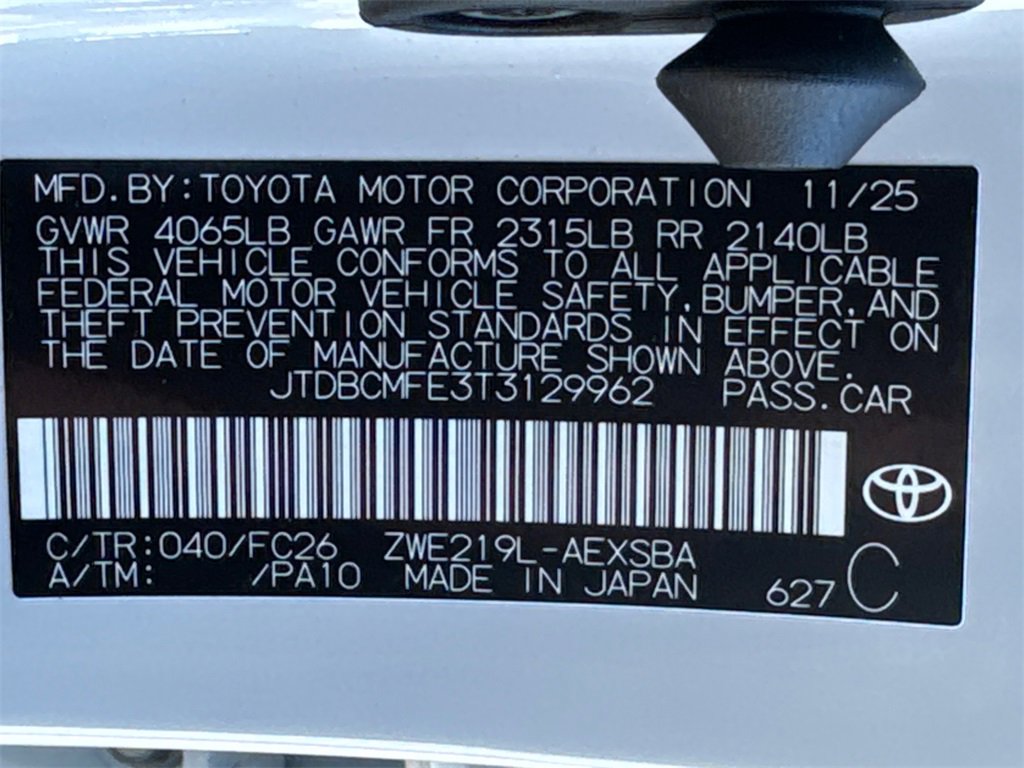 MFD.BY:TOYOTA MOTOR CORPORATION 11/25
GVWR 4065LB GAWR FR 2315LB RR 2140LB
THIS VEHICLE CONFORMS TO ALL APPLICABLE
FEDERAL MOTOR VEHICLE SAFETY,BUMPER,AND
THEFT PREVENTION STANDARDS IN EFFECT ON
THE DATE OF MANUFACTURE SHOWN ABOVE.
JTDBCMFE3T3129962 PASS.CAR
C/TR:040/FC26 ZWE219L-AEXSBA
A/TM: /PA10 MADE IN JAPAN 627 C